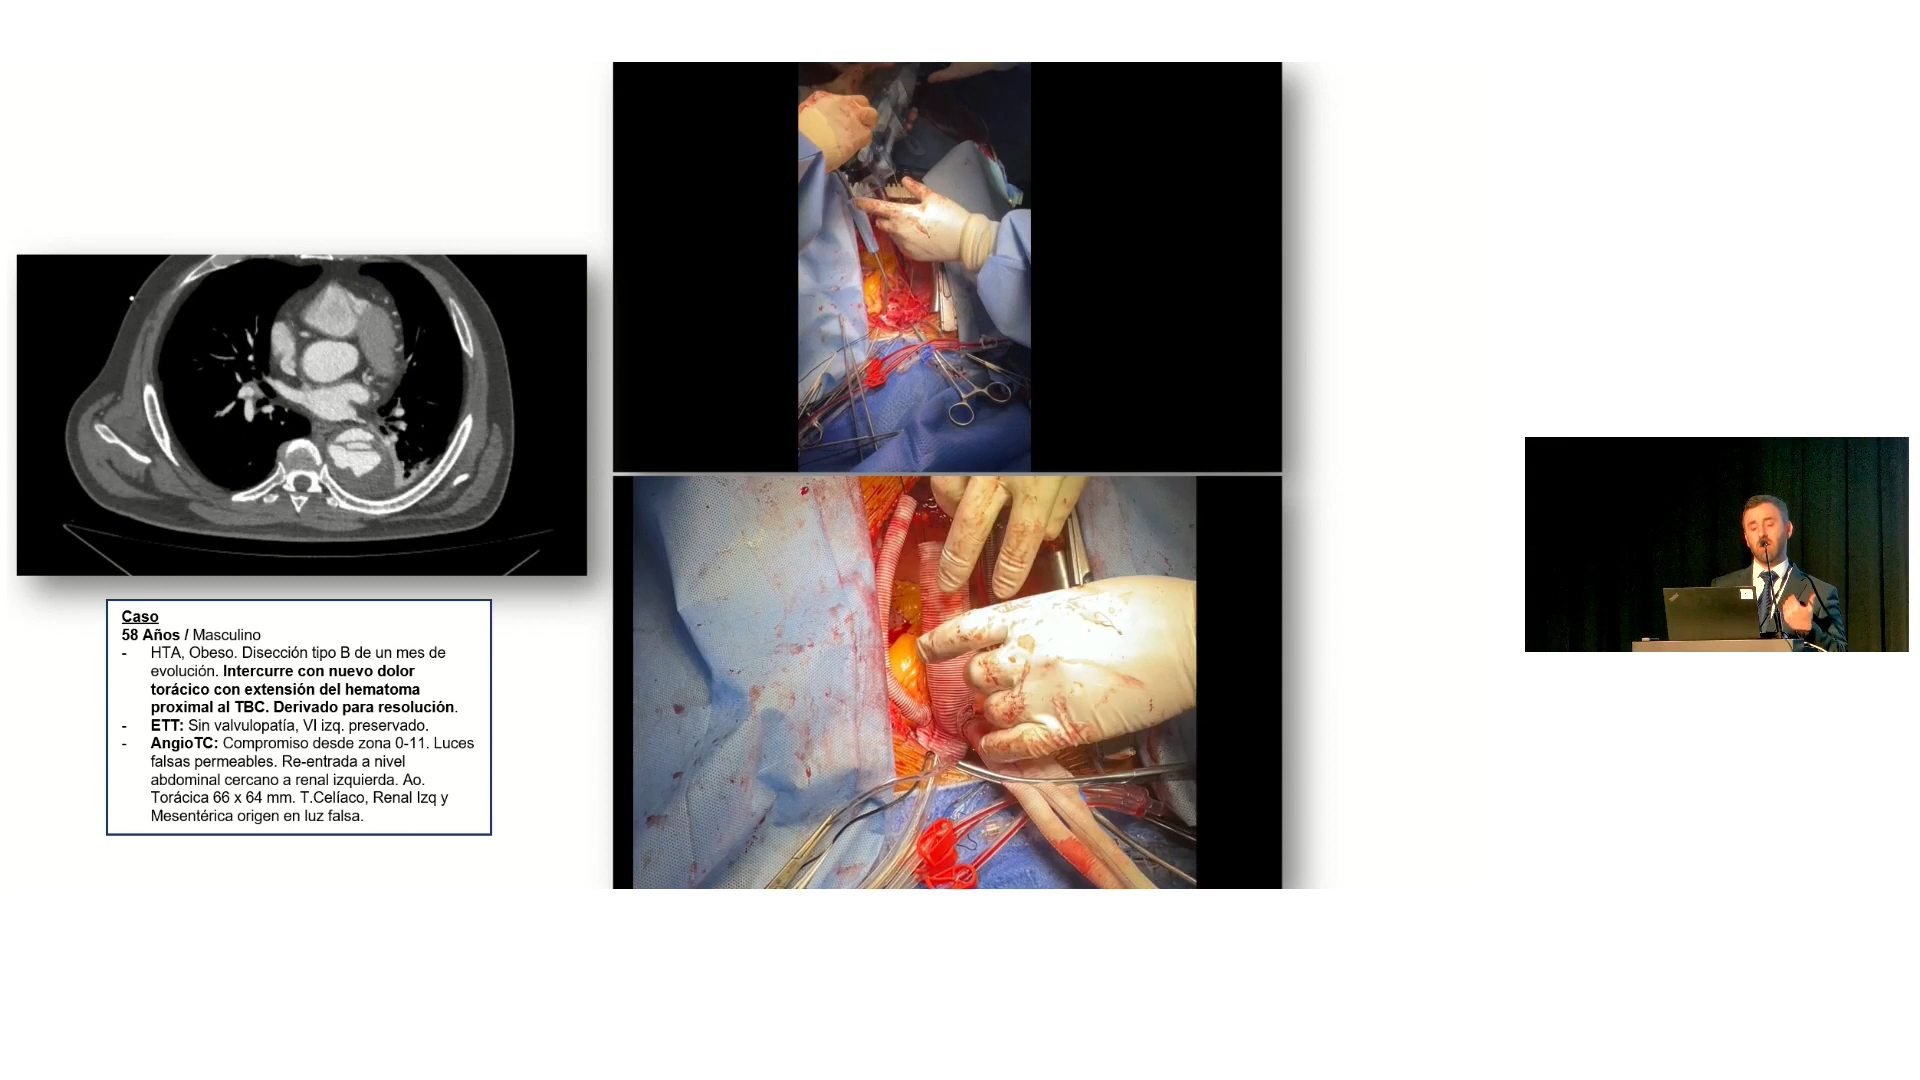 Caso
58 Años / Masculino
- HTA, Obeso. Disección tipo B de un mes de
evolución. Intercurre con nuevo dolor
torácico con extensión del hematoma
proximal al TBC. Derivado para resolución.
- ETT: Sin valvulopatía, VI izq. preservado.
- AngioTC: Compromiso desde zona 0-11. Luces
falsas permeables. Re-entrada a nivel
abdominal cercano a renal izquierda. Ao.
Torácica 66 x 64 mm. T.Celíaco, Renal Izq y
Mesentérica origen en luz falsa.